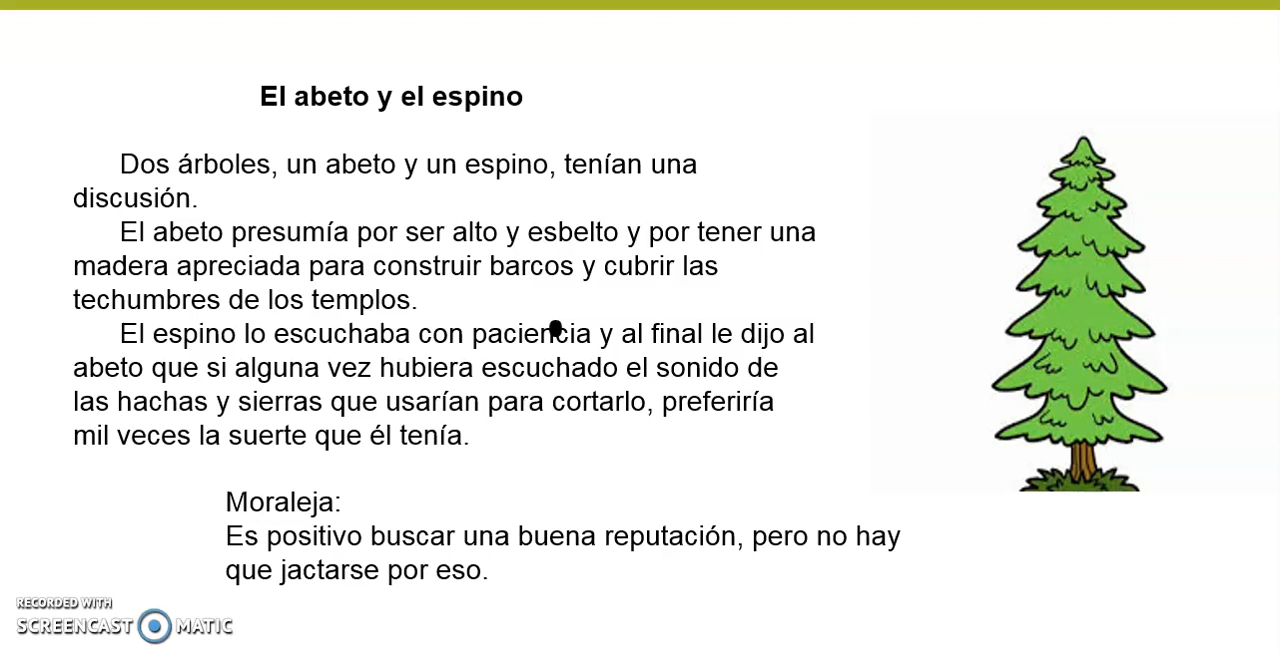 El abeto y el espino
Dos árboles, un abeto y un espino, tenían una
discusión.
El abeto presumía por ser alto y esbelto y por tener una
madera apreciada para construir barcos y cubrir las
techumbres de los templos.
El espino lo escuchaba con paciencia y al final le dijo al
abeto que si alguna vez hubiera escuchado el sonido de
las hachas y sierras que usarían para cortarlo, preferiría
mil veces la suerte que él tenía.
Moraleja:
Es positivo buscar una buena reputación, pero no hay
que jactarse por eso.
RECORDED WITH
SCREENCAST MATIC